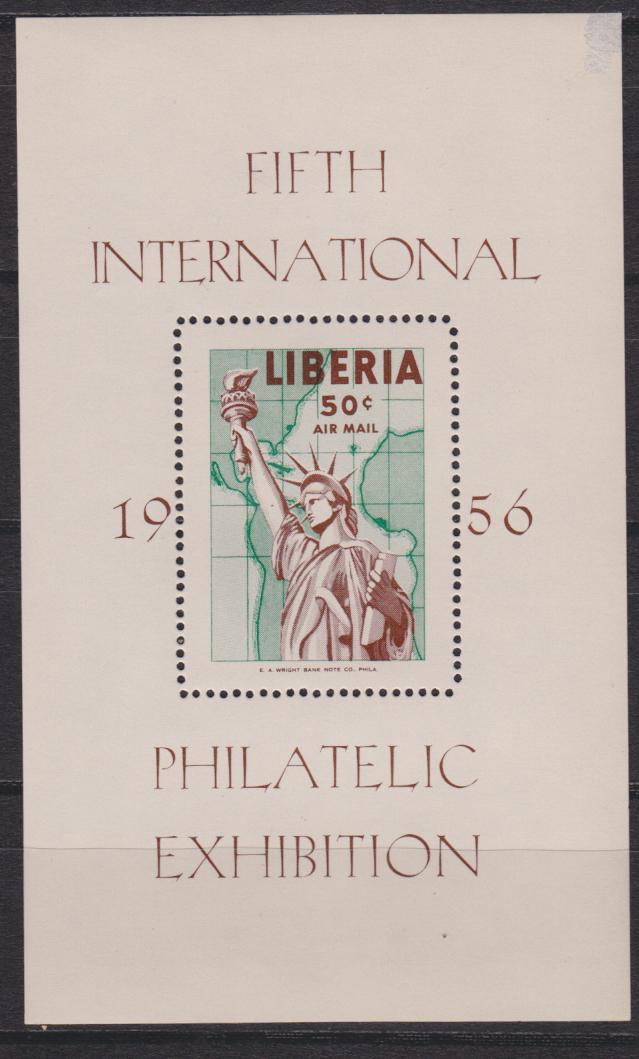 FIFTH
INTERNATIONAL
LIBERIA
50¢
AIR MAIL
19 56
E. A. WRIGHT BANK NOTE CO., PHILA.
PHILATELIC
EXHIBITION